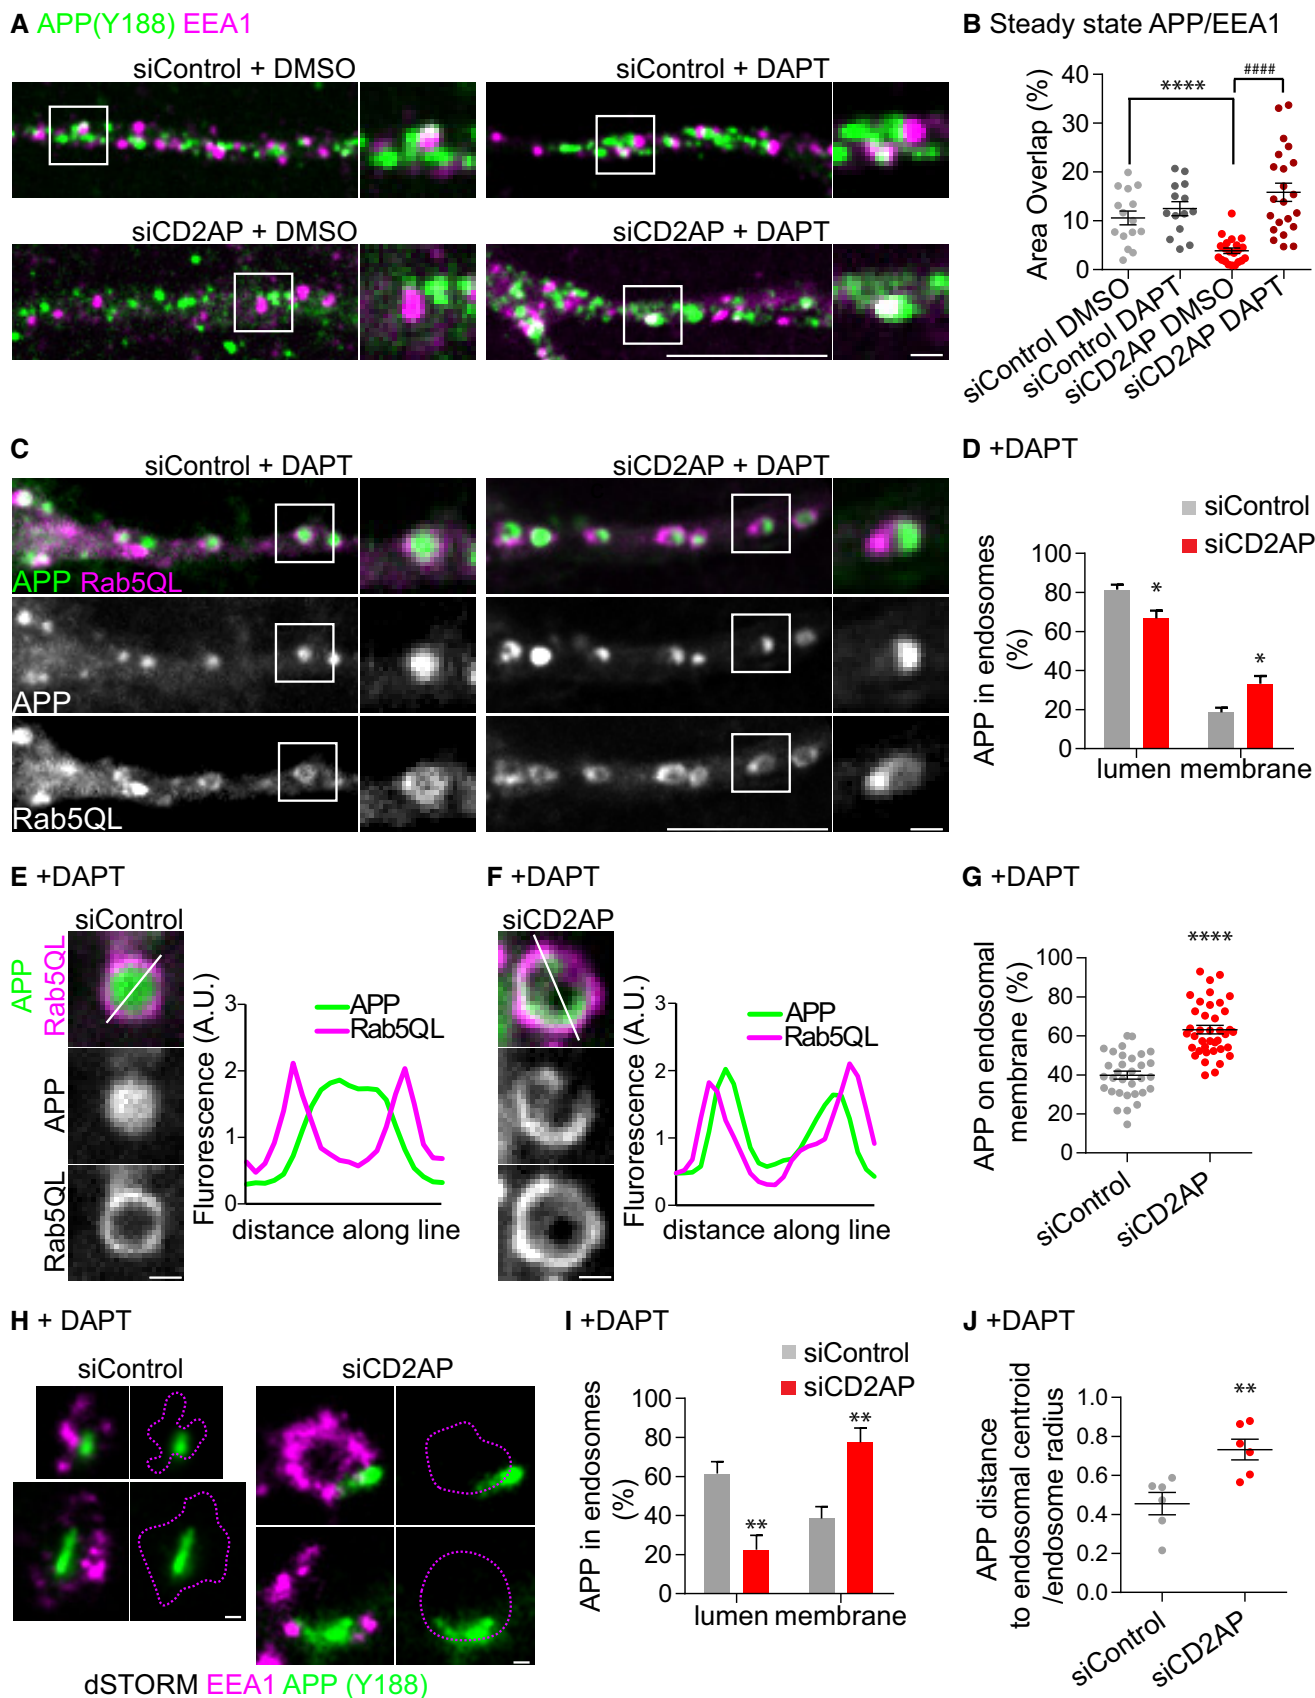 A APP(Y188) EEA1
siControl + DMSO
siControl + DAPT
siCD2AP + DMSO
siCD2AP + DAPT
B Steady state APP/EEA1
Area Overlap (%)
40
30
20
10
0
****
####
siControl DMSO
siControl DAPT
siCD2AP DMSO
siCD2AP DAPT
C
siControl + DAPT
siCD2AP + DAPT
APP Rab5QL
APP
Rab5QL
D +DAPT
siControl
siCD2AP
APP in endosomes
(%)
100
80
60
40
20
0
*
*
lumen membrane
E +DAPT
siControl
APP
Rab5QL
APP
Rab5QL
Flurorescence (A.U.)
3
2
1
0
APP
Rab5QL
distance along line
F +DAPT
siCD2AP
Flurorescence (A.U.)
3
2
1
0
APP
Rab5QL
distance along line
G +DAPT
APP on endosomal
membrane (%)
100
80
60
40
20
0
****
siControl
siCD2AP
H + DAPT
siControl
siCD2AP
dSTORM EEA1 APP (Y188)
I +DAPT
siControl
siCD2AP
APP in endosomes
(%)
100
80
60
40
20
0
**
**
lumen membrane
J +DAPT
APP distance
to endosomal centroid
/endosome radius
1.0
0.8
0.6
0.4
0.2
0.0
**
siControl
siCD2AP